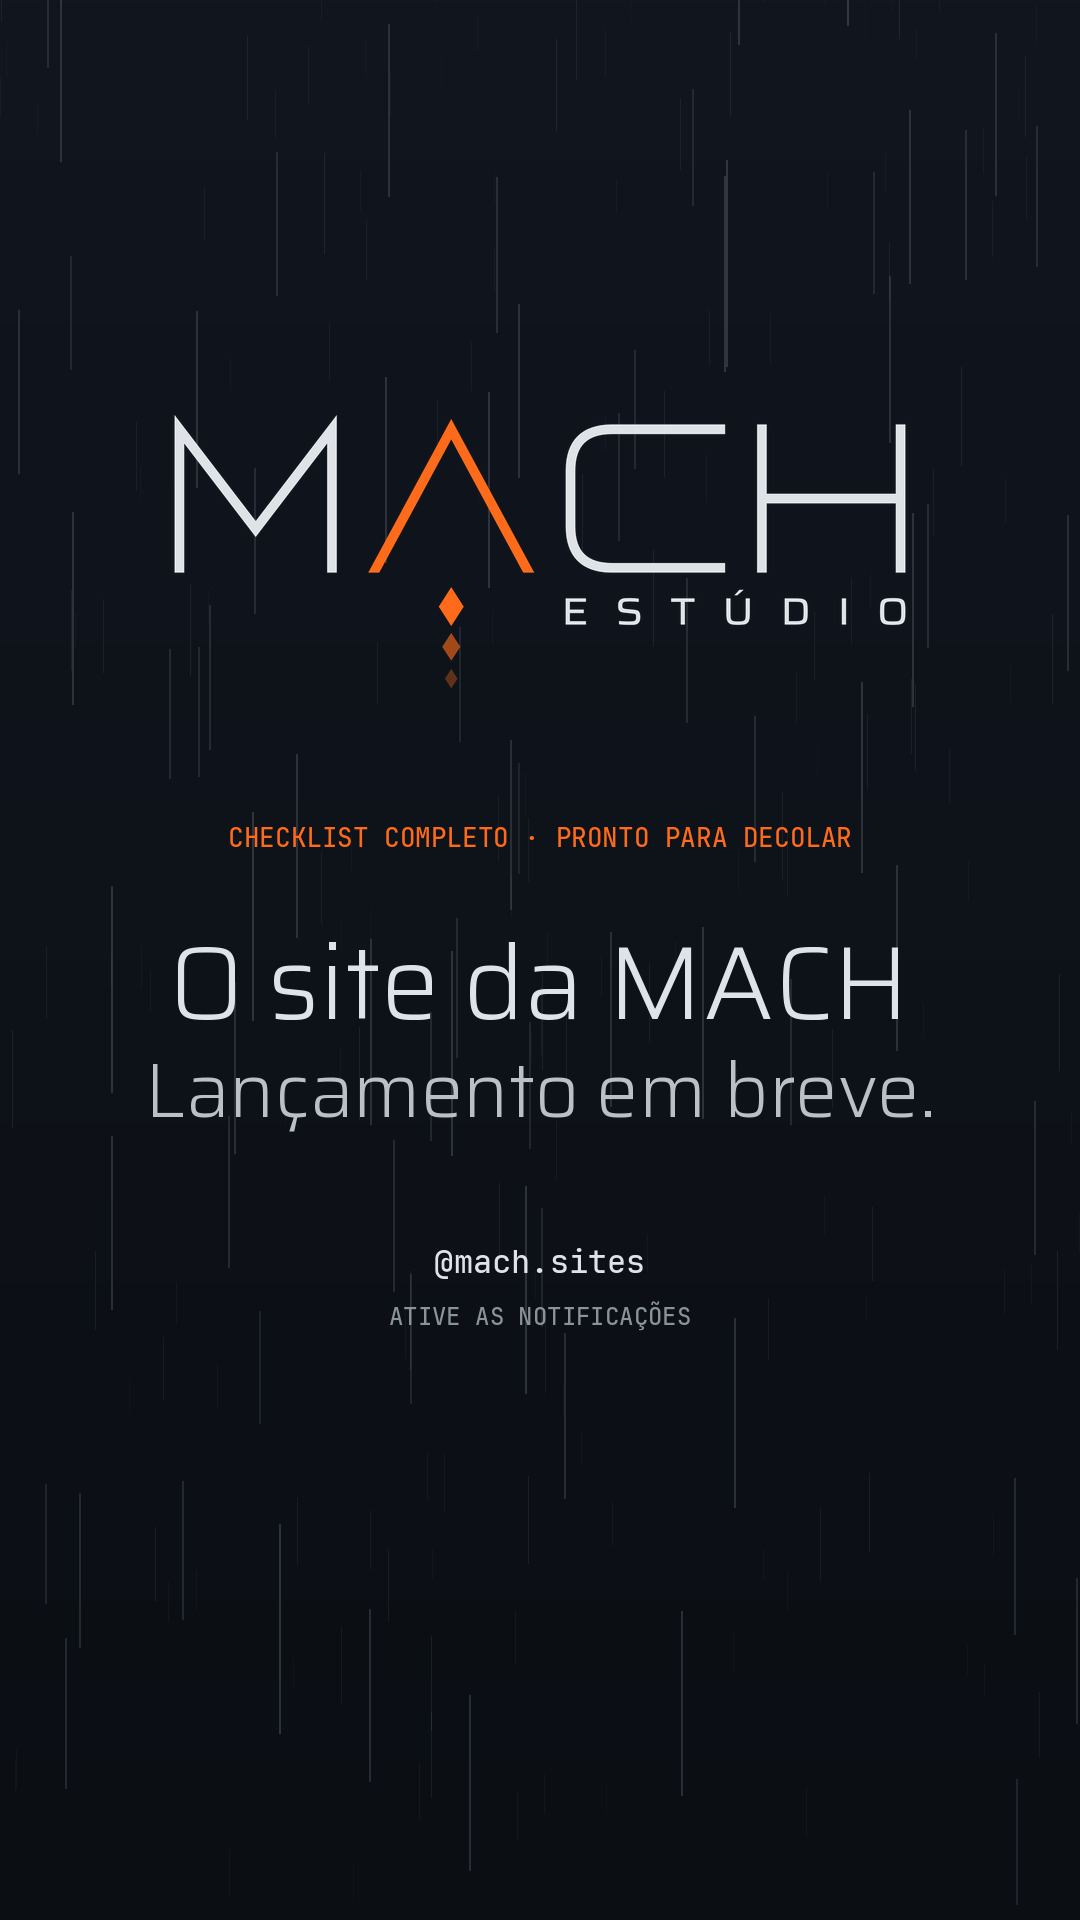 MACH
ESTÚDIO
CHECKLIST COMPLETO · PRONTO PARA DECOLAR
O site da MACH
Lançamento em breve.
@mach.sites
ATIVE AS NOTIFICAÇÕES